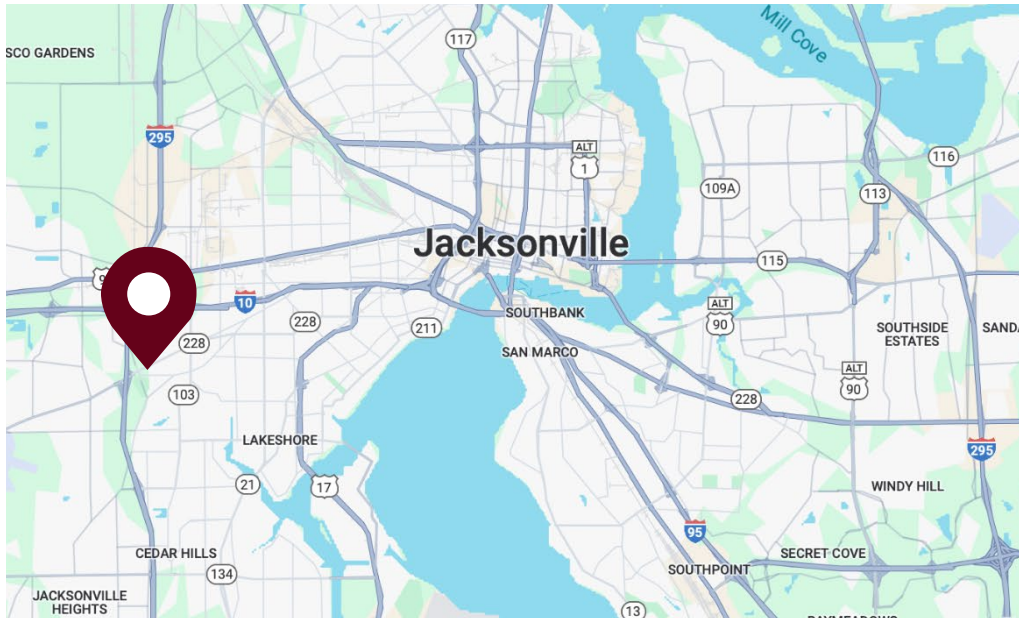 Mill Cove
SCO GARDENS
117
295
ALT
1
116
109A
113
Jacksonville
115
9
10
228
211
SOUTHBANK
ALT
90
SOUTHSIDE
ESTATES
SANDA
228
SAN MARCO
ALT
90
103
228
LAKESHORE
295
21
17
WINDY HILL
95
CEDAR HILLS
SECRET COVE
134
SOUTHPOINT
JACKSONVILLE
HEIGHTS
13